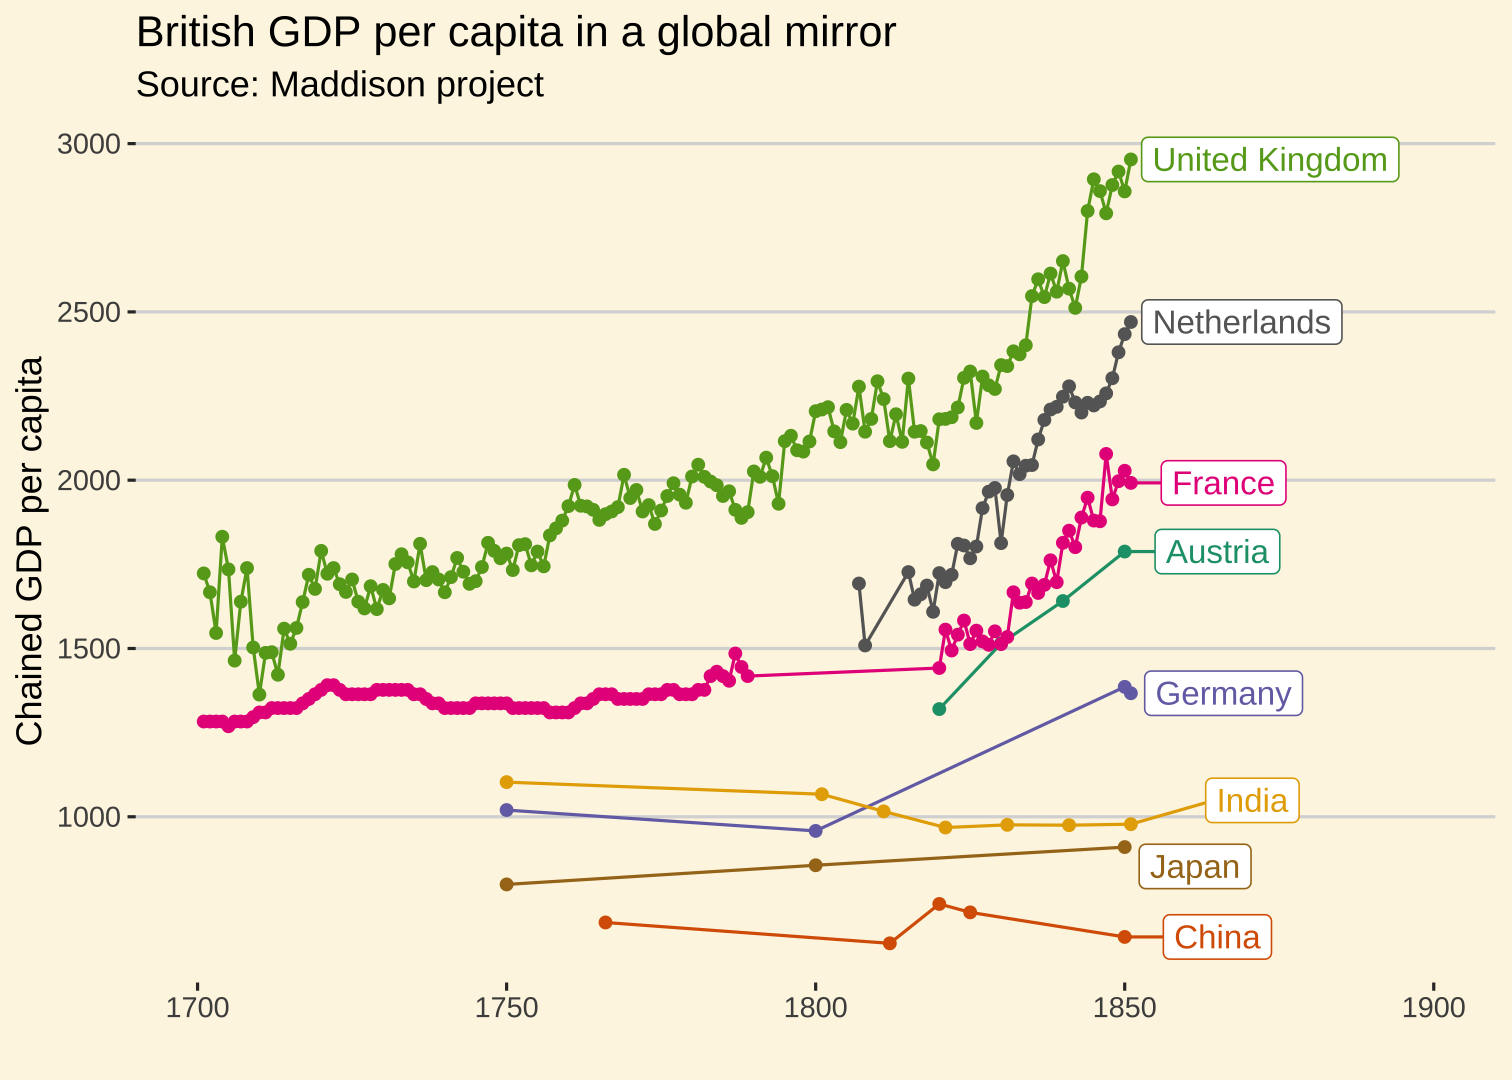 British GDP per capita in a global mirror
Source: Maddison project
Chained GDP per capita
3000
2500
2000
1500
1000
United Kingdom
Netherlands
France
Austria
Germany
India
Japan
China
1700
1750
1800
1850
1900